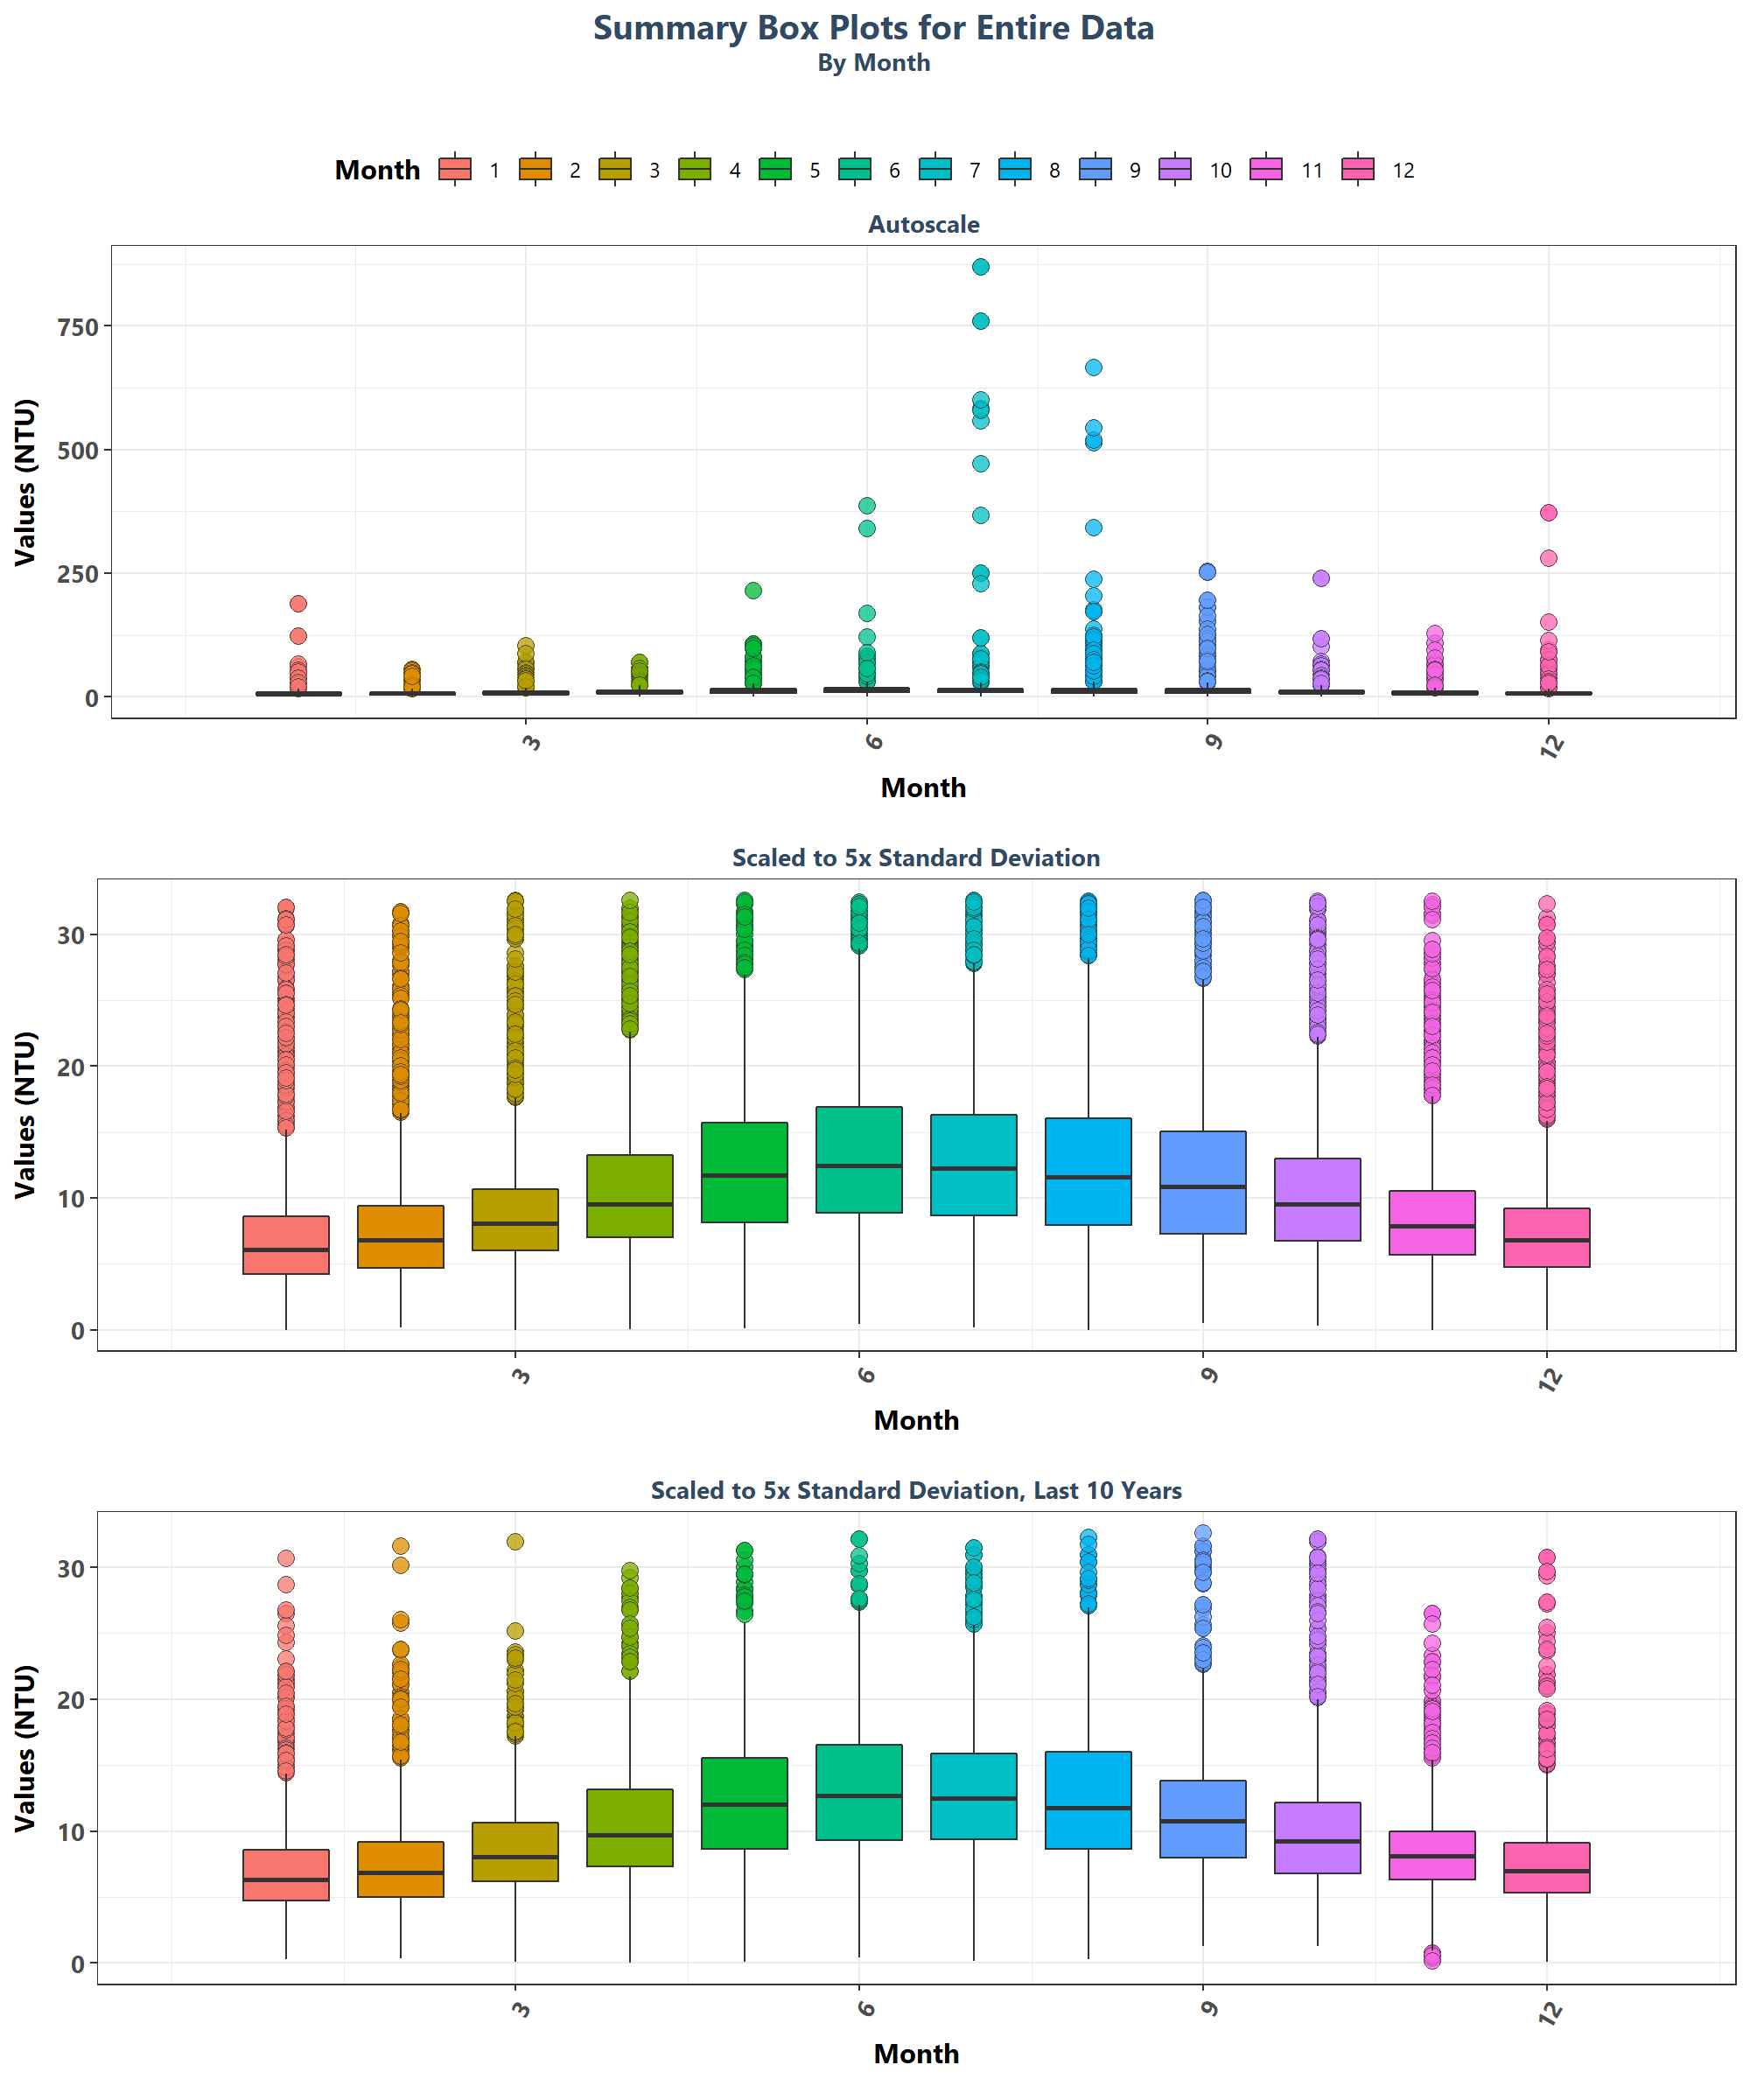 Summary Box Plots for Entire Data
By Month
Month 1 2 3 4 5 6 7 8 9 10 11 12
Autoscale
Values (NTU)
750
500
250
0
3 6 9 12
Month
Scaled to 5x Standard Deviation
Values (NTU)
30
20
10
0
3 6 9 12
Month
Scaled to 5x Standard Deviation, Last 10 Years
Values (NTU)
30
20
10
0
3 6 9 12
Month